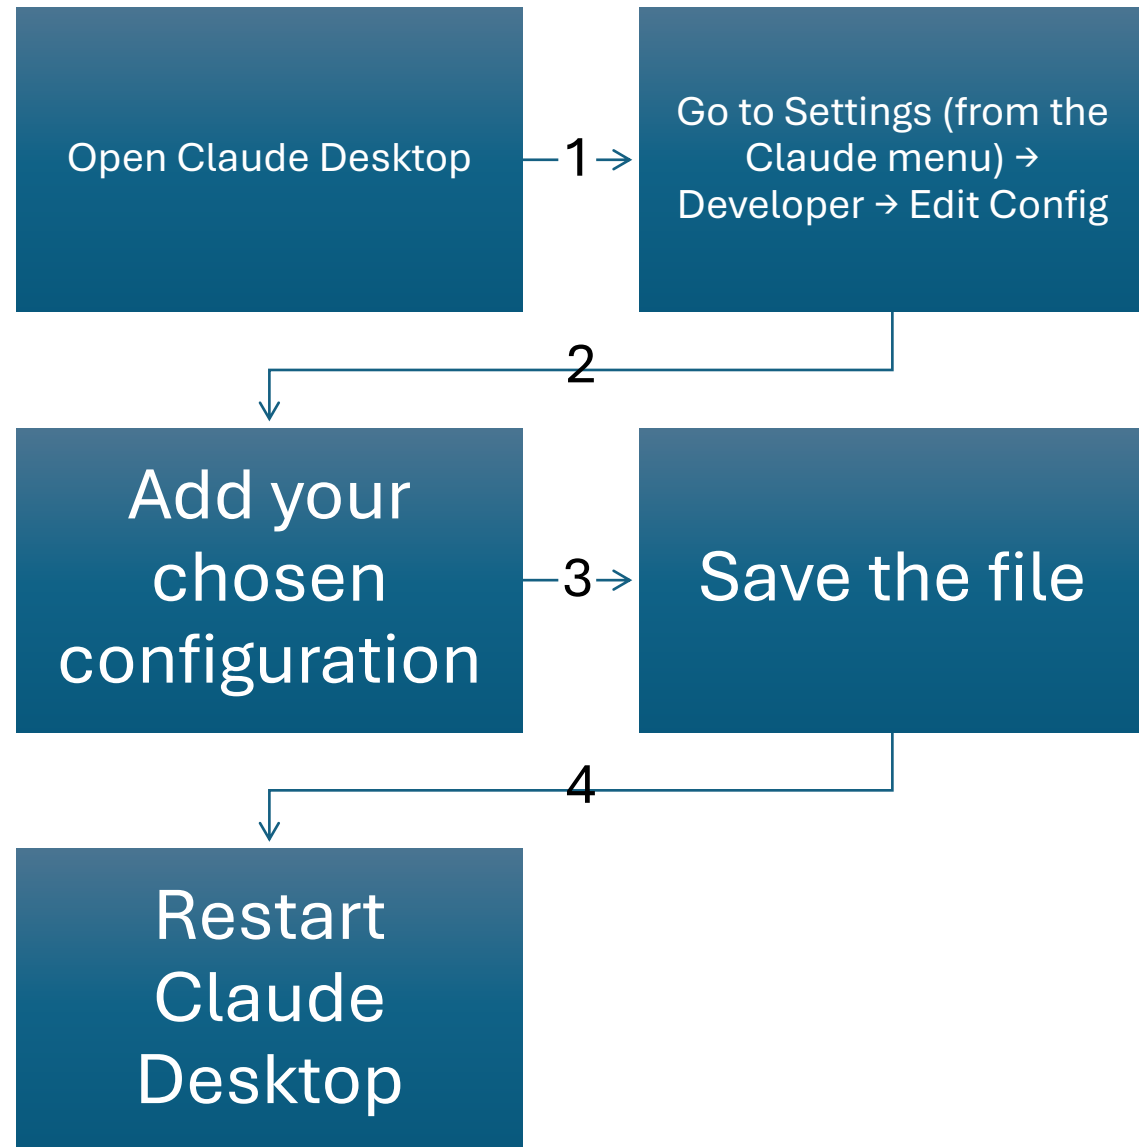 Open Claude Desktop
1
Go to Settings (from the
Claude menu) →
Developer → Edit Config
2
Add your
chosen
configuration
3
Save the file
4
Restart
Claude
Desktop